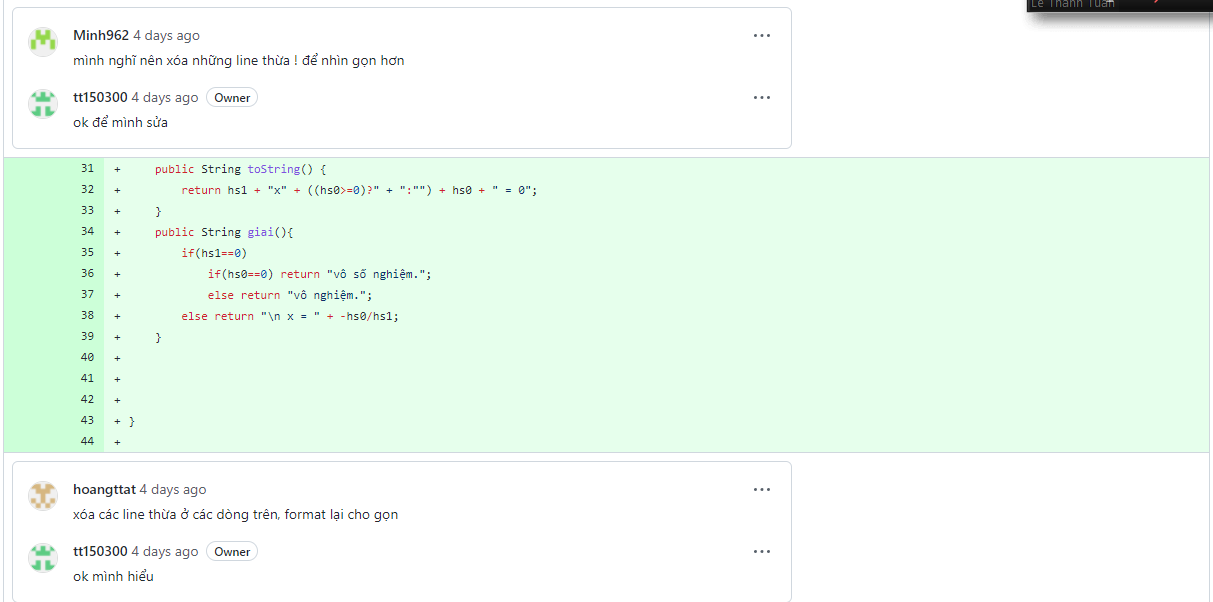 Lê Thanh Tuấn
Minh962 4 days ago
mình nghĩ nên xóa những line thừa ! để nhìn gọn hơn
tt150300 4 days ago Owner
ok để mình sửa
31 + public String toString() {
32 + return hs1 + "x" + ((hs0>=0)?" + ":"") + hs0 + " = 0";
33 + }
34 + public String giai(){
35 + if(hs1==0)
36 + if(hs0==0) return "vô số nghiệm.";
37 + else return "vô nghiệm.";
38 + else return "\n x = " + -hs0/hs1;
39 + }
40 +
41 +
42 +
43 + }
44 +
hoangttat 4 days ago
xóa các line thừa ở các dòng trên, format lại cho gọn
tt150300 4 days ago Owner
ok mình hiểu